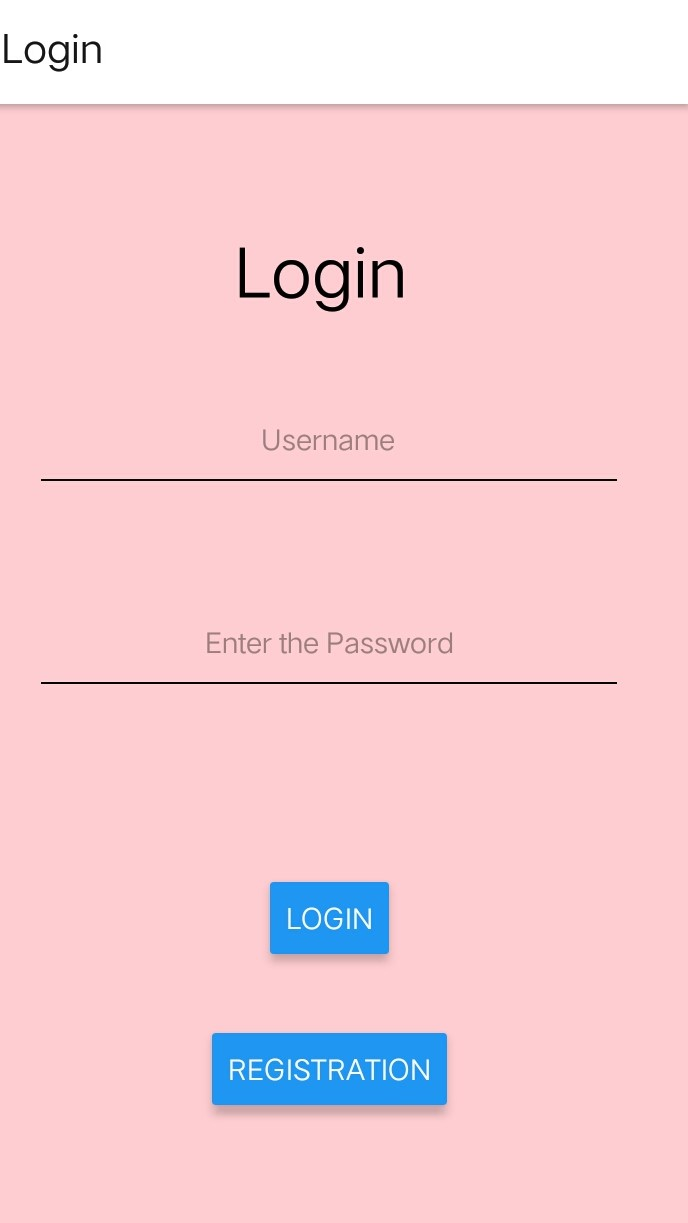 Login
Login
Username
Enter the Password
LOGIN
REGISTRATION